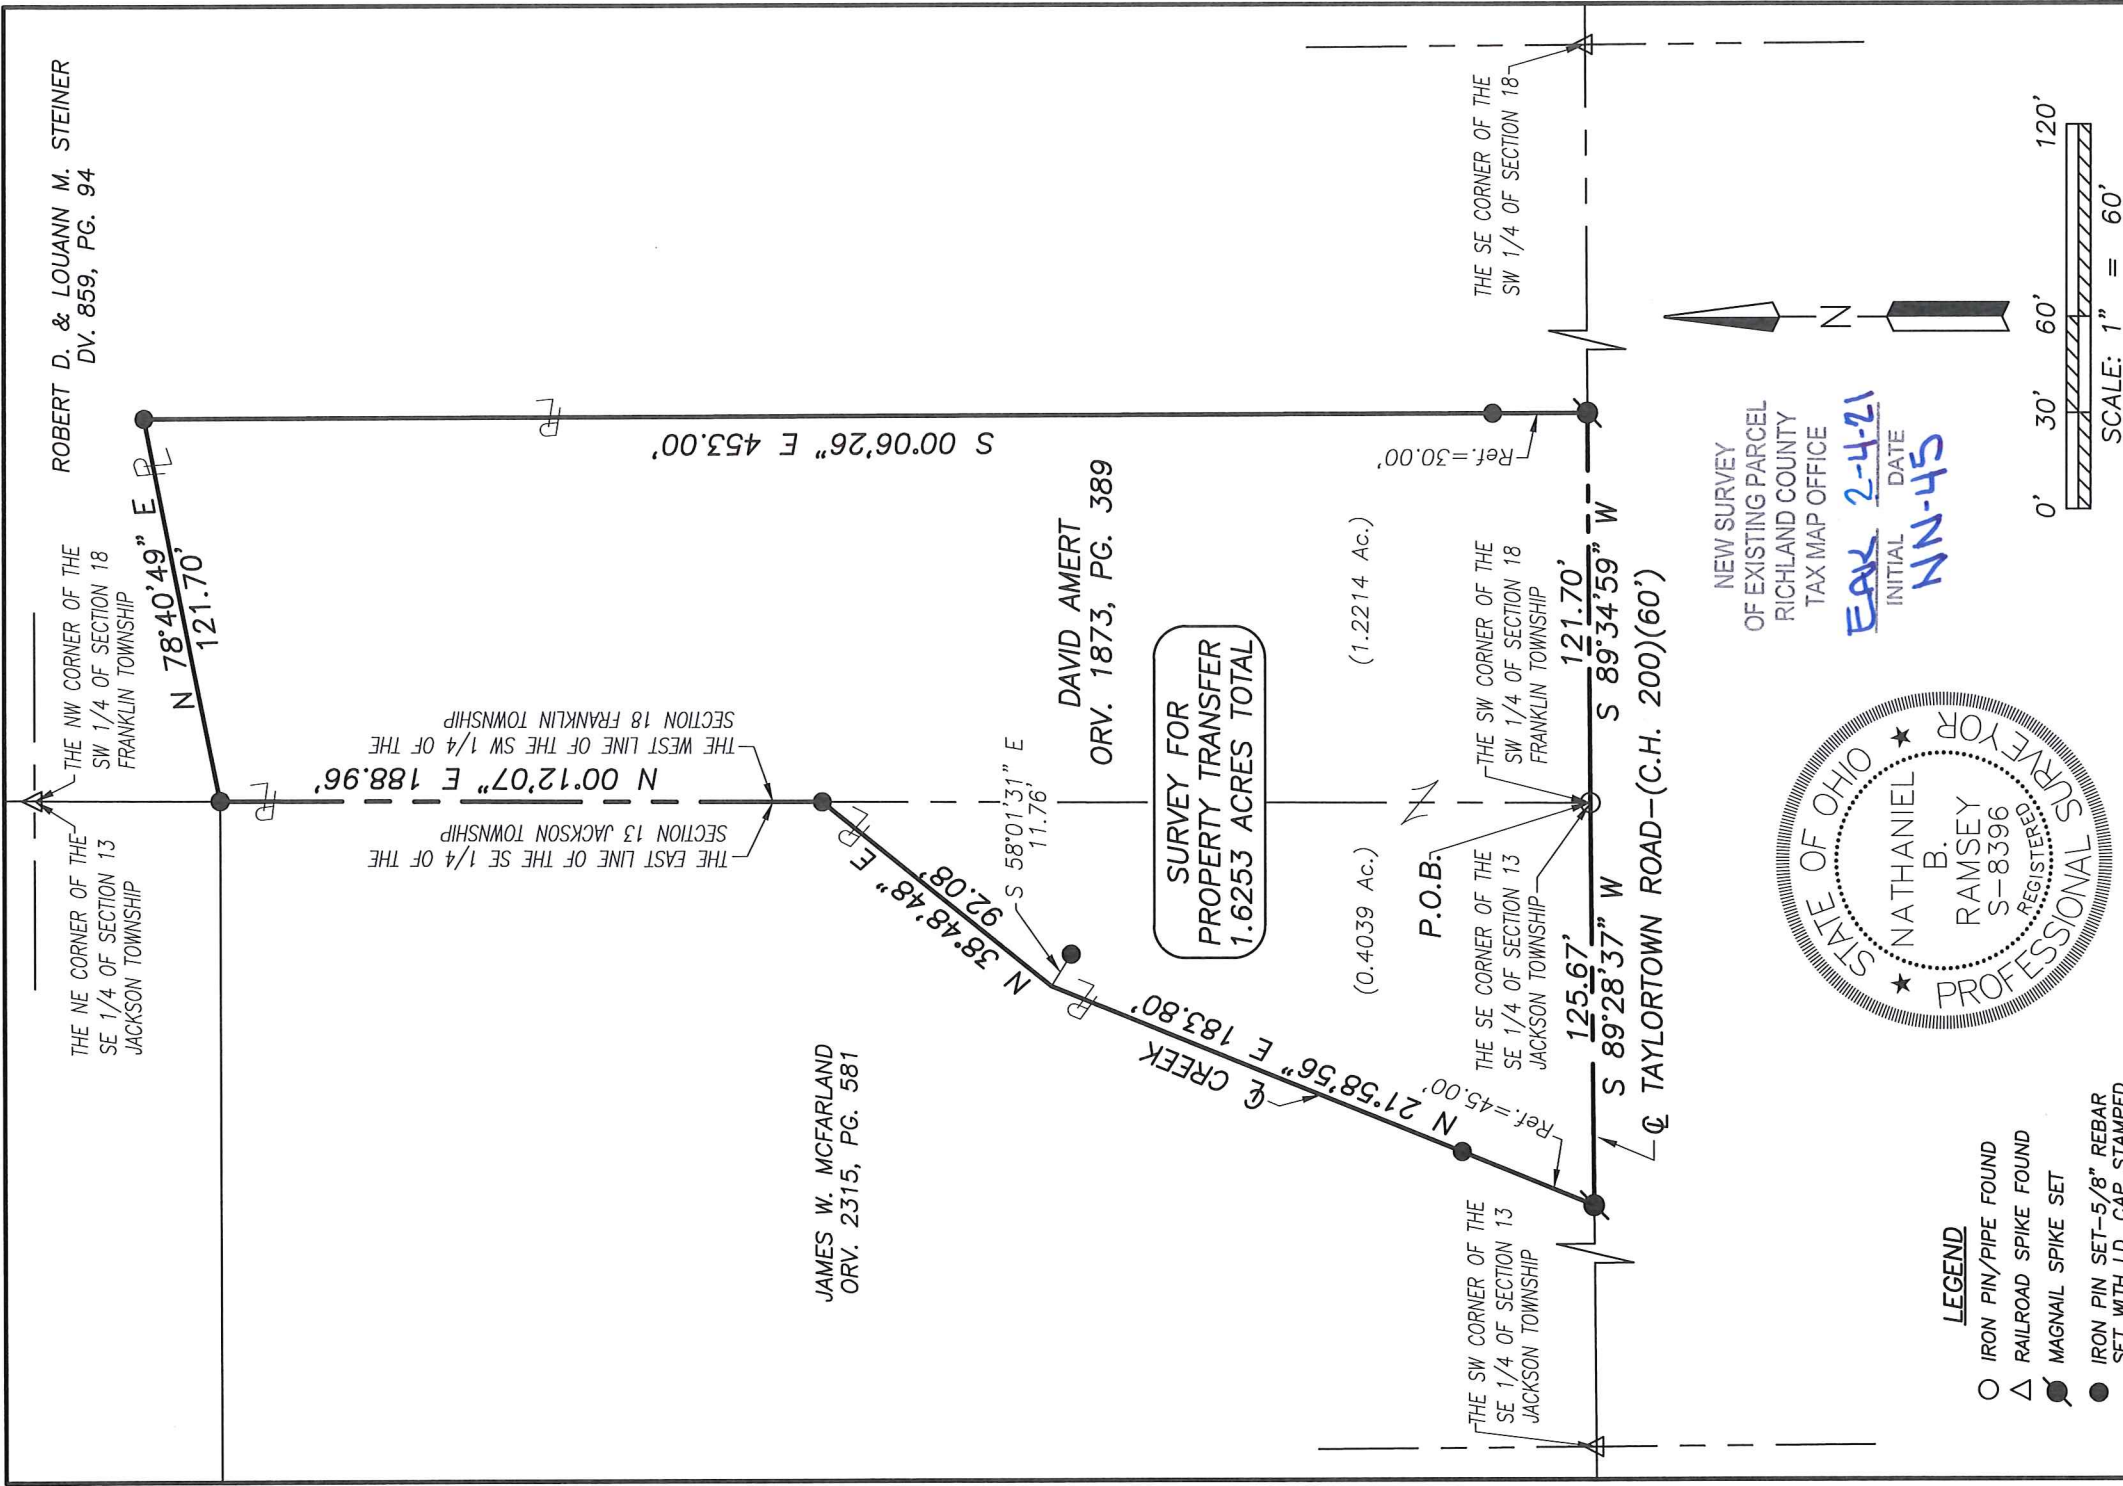 ROBERT D. & LOUANN M. STEINER
DV. 859, PG. 94
THE NW CORNER OF THE
SW 1/4 OF SECTION 18
FRANKLIN TOWNSHIP
THE NE CORNER OF THE
SE 1/4 OF SECTION 13
JACKSON TOWNSHIP
N 78°40'49" E
121.70'
S 00°06'26" E 453.00'
Ref.=30.00'
N 00°12'07" E 188.96'
THE WEST LINE OF THE SW 1/4 OF THE
SECTION 18 FRANKLIN TOWNSHIP
THE EAST LINE OF THE SE 1/4 OF THE
SECTION 13 JACKSON TOWNSHIP
N 38°48'48" E
92.08'
S 58°01'31" E
11.76'
DAVID AMERT
ORV. 1873, PG. 389
SURVEY FOR
PROPERTY TRANSFER
1.6253 ACRES TOTAL
(1.2214 Ac.)
(0.4039 Ac.)
JAMES W. MCFARLAND
ORV. 2315, PG. 581
℄ CREEK
N 21°58'56" E 183.80'
Ref.=45.00'
P.O.B.
THE SE CORNER OF THE
SW 1/4 OF SECTION 18
THE SW CORNER OF THE
SW 1/4 OF SECTION 18
FRANKLIN TOWNSHIP
THE SE CORNER OF THE
SE 1/4 OF SECTION 13
JACKSON TOWNSHIP
THE SW CORNER OF THE
SE 1/4 OF SECTION 13
JACKSON TOWNSHIP
121.70'
S 89°34'59" W
125.67'
S 89°28'37" W
℄ TAYLORTOWN ROAD-(C.H. 200)(60')
NEW SURVEY
OF EXISTING PARCEL
RICHLAND COUNTY
TAX MAP OFFICE
EAK 2-4-21
INITIAL DATE
NN-45
N
STATE OF OHIO
NATHANIEL
B.
RAMSEY
S-8396
REGISTERED
PROFESSIONAL SURVEYOR
0' 30' 60' 120'
SCALE: 1" = 60'
LEGEND
IRON PIN/PIPE FOUND
RAILROAD SPIKE FOUND
MAGNAIL SPIKE SET
IRON PIN SET-5/8" REBAR
SET WITH I.D. CAP STAMPED